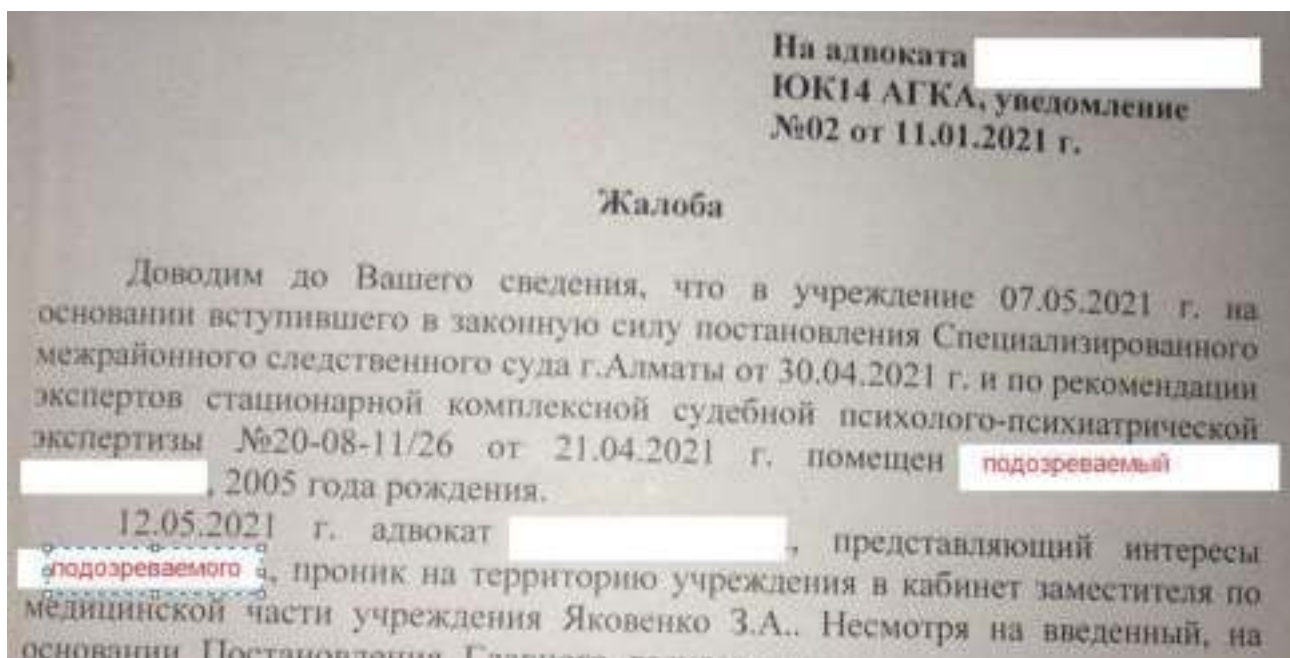 На адвоката
ЮК14 АГКА, уведомление
№02 от 11.01.2021 г.
Жалоба
Доводим до Вашего сведения, что в учреждение 07.05.2021 г. на
основании вступившего в законную силу постановления Специализированного
межрайонного следственного суда г.Алматы от 30.04.2021 г. и по рекомендации
экспертов стационарной комплексной судебной психолого-психиатрической
экспертизы №20-08-11/26 от 21.04.2021 г. помещен подозреваемый
, 2005 года рождения.
12.05.2021 г. адвокат , представляющий интересы
подозреваемого , проник на территорию учреждения в кабинет заместителя по
медицинской части учреждения Яковенко З.А.. Несмотря на введенный, на
основании Постановления Главного